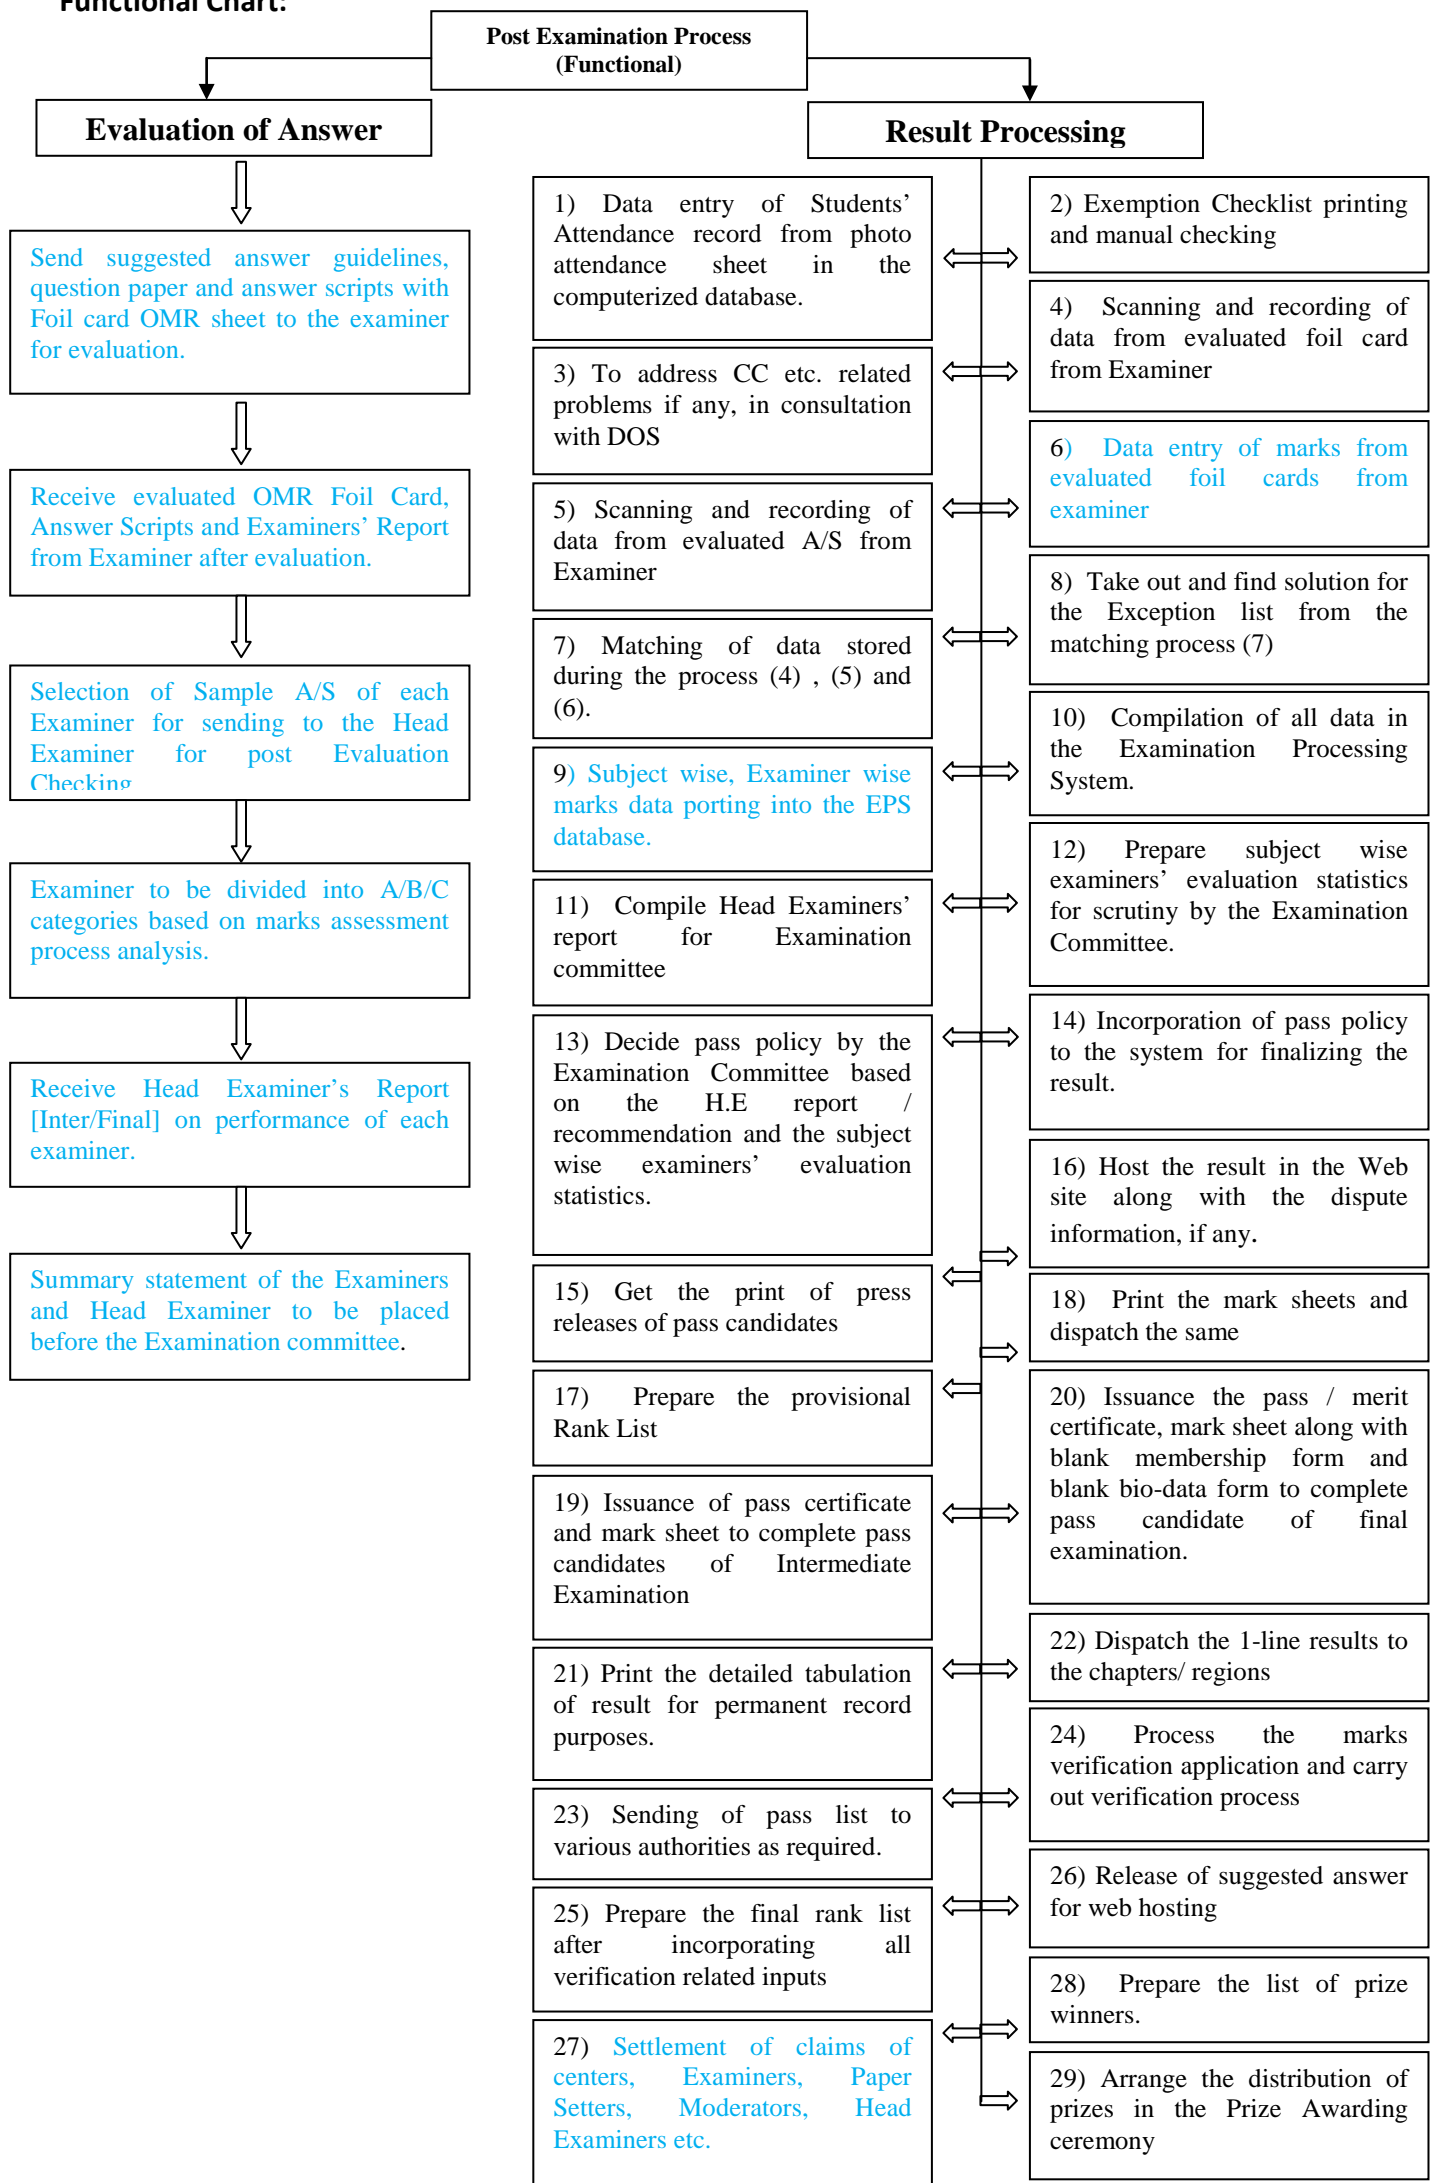 Functional Chart:
Post Examination Process
(Functional)
Evaluation of Answer
Result Processing
Send suggested answer guidelines,
question paper and answer scripts with
Foil card OMR sheet to the examiner
for evaluation.
Receive evaluated OMR Foil Card,
Answer Scripts and Examiners’ Report
from Examiner after evaluation.
Selection of Sample A/S of each
Examiner for sending to the Head
Examiner for post Evaluation
Checking
Examiner to be divided into A/B/C
categories based on marks assessment
process analysis.
Receive Head Examiner’s Report
[Inter/Final] on performance of each
examiner.
Summary statement of the Examiners
and Head Examiner to be placed
before the Examination committee.
1) Data entry of Students’
Attendance record from photo
attendance sheet in the
computerized database.
2) Exemption Checklist printing
and manual checking
3) To address CC etc. related
problems if any, in consultation
with DOS
4) Scanning and recording of
data from evaluated foil card
from Examiner
5) Scanning and recording of
data from evaluated A/S from
Examiner
6) Data entry of marks from
evaluated foil cards from
examiner
7) Matching of data stored
during the process (4) , (5) and
(6).
8) Take out and find solution for
the Exception list from the
matching process (7)
9) Subject wise, Examiner wise
marks data porting into the EPS
database.
10) Compilation of all data in
the Examination Processing
System.
11) Compile Head Examiners’
report for Examination
committee
12) Prepare subject wise
examiners’ evaluation statistics
for scrutiny by the Examination
Committee.
13) Decide pass policy by the
Examination Committee based
on the H.E report /
recommendation and the subject
wise examiners’ evaluation
statistics.
14) Incorporation of pass policy
to the system for finalizing the
result.
15) Get the print of press
releases of pass candidates
16) Host the result in the Web
site along with the dispute
information, if any.
17) Prepare the provisional
Rank List
18) Print the mark sheets and
dispatch the same
19) Issuance of pass certificate
and mark sheet to complete pass
candidates of Intermediate
Examination
20) Issuance the pass / merit
certificate, mark sheet along with
blank membership form and
blank bio-data form to complete
pass candidate of final
examination.
21) Print the detailed tabulation
of result for permanent record
purposes.
22) Dispatch the 1-line results to
the chapters/ regions
23) Sending of pass list to
various authorities as required.
24) Process the marks
verification application and carry
out verification process
25) Prepare the final rank list
after incorporating all
verification related inputs
26) Release of suggested answer
for web hosting
27) Settlement of claims of
centers, Examiners, Paper
Setters, Moderators, Head
Examiners etc.
28) Prepare the list of prize
winners.
29) Arrange the distribution of
prizes in the Prize Awarding
ceremony